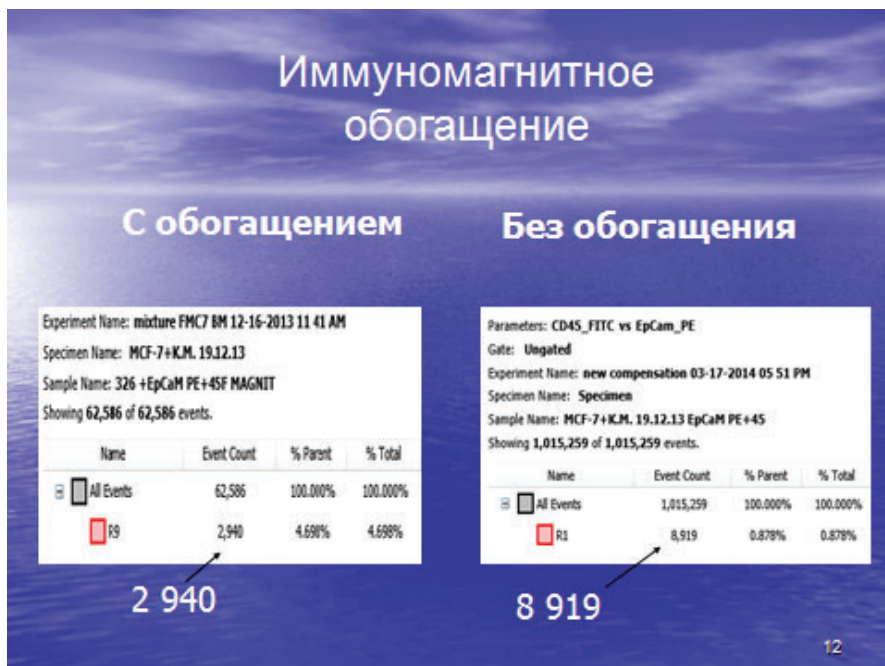 Иммуномагнитное
обогащение
С обогащением
Experiment Name: mixture FMC7 BM 12-16-2013 11 41 AM
Specimen Name: MCF-7+K.M. 19.12.13
Sample Name: 326 +EpCaM PE+45F MAGNIT
Showing 62,586 of 62,586 events.
Name Event Count % Parent % Total
All Events 62,586 100.000% 100.000%
R9 2,940 4.698% 4.698%
2 940
Без обогащения
Parameters: CD45_FITC vs EpCam_PE
Gate: Ungated
Experiment Name: new compensation 03-17-2014 05 51 PM
Specimen Name: Specimen
Sample Name: MCF-7+K.M. 19.12.13 EpCaM PE+45
Showing 1,015,259 of 1,015,259 events.
Name Event Count % Parent % Total
All Events 1,015,259 100.000% 100.000%
R1 8,919 0.878% 0.878%
8 919
12